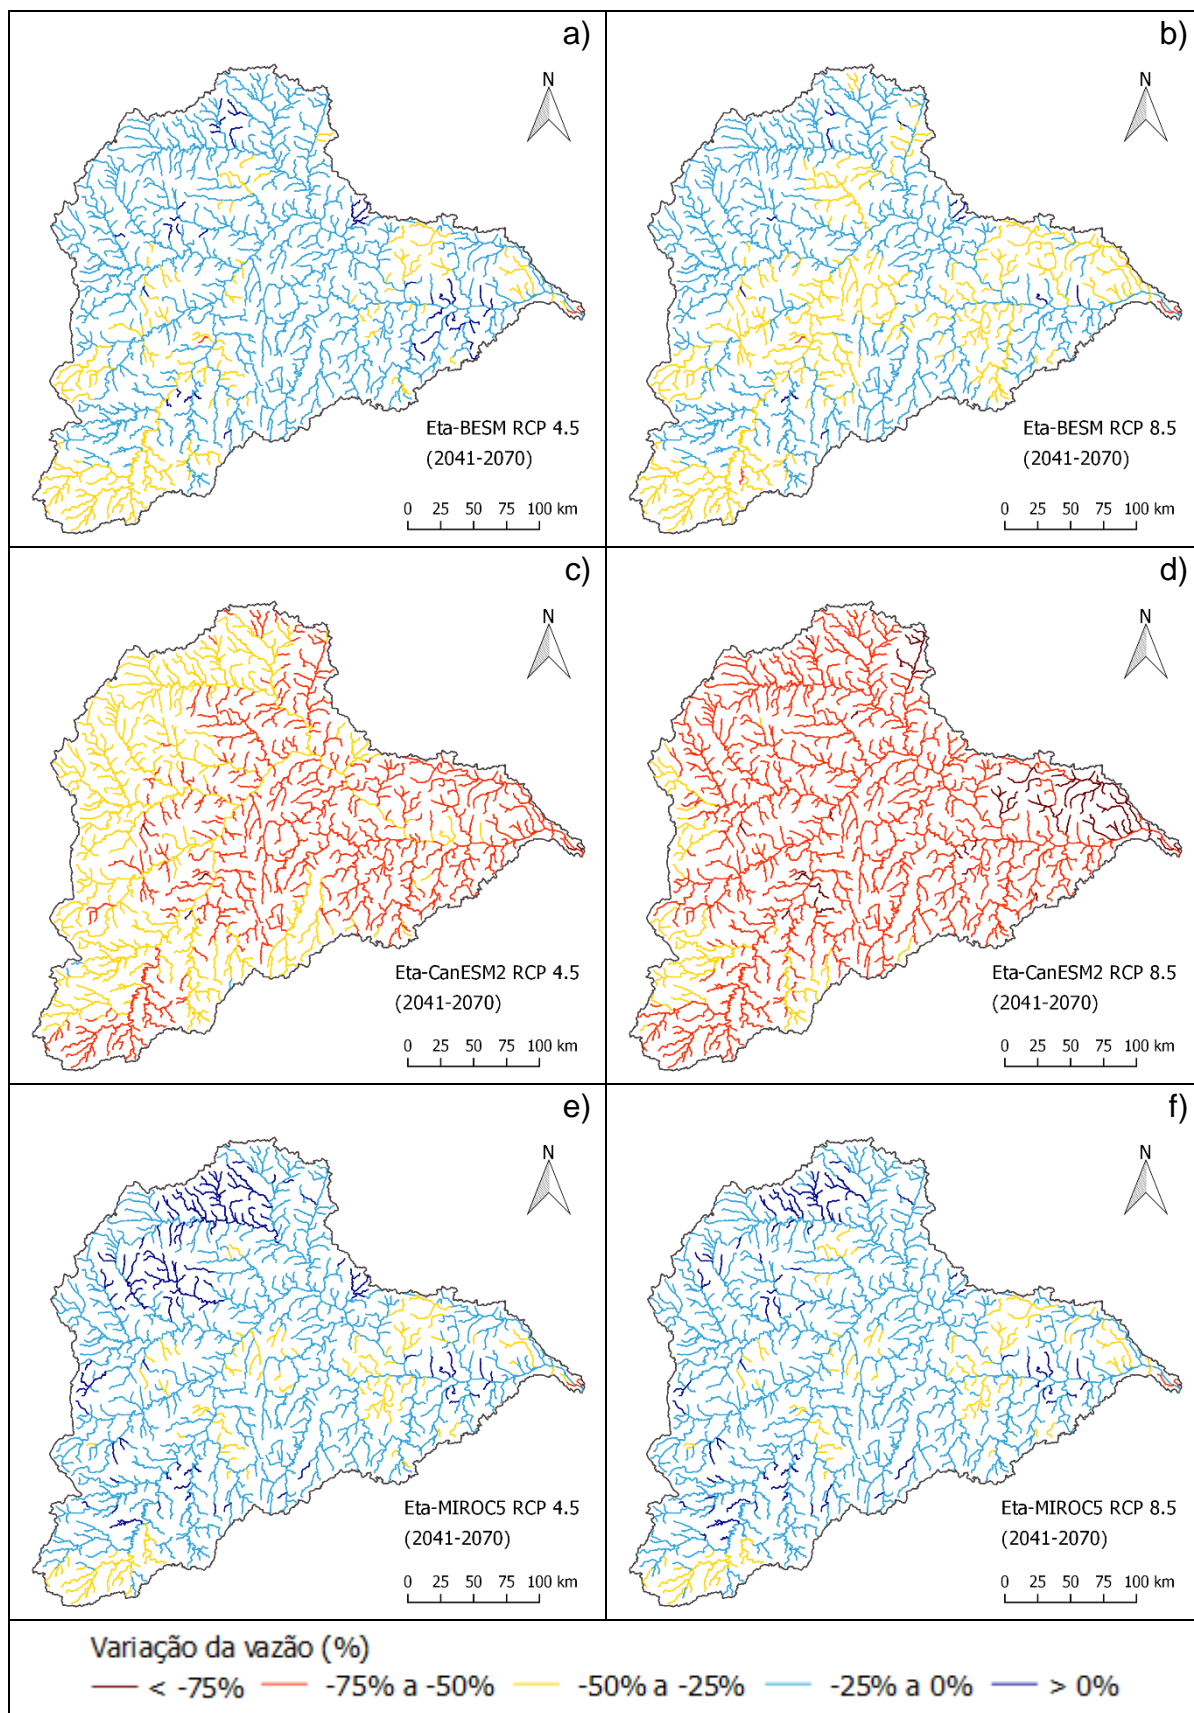 a)
N
Eta-BESM RCP 4.5
(2041-2070)
0 25 50 75 100 km
b)
N
Eta-BESM RCP 8.5
(2041-2070)
0 25 50 75 100 km
c)
N
Eta-CanESM2 RCP 4.5
(2041-2070)
0 25 50 75 100 km
d)
N
Eta-CanESM2 RCP 8.5
(2041-2070)
0 25 50 75 100 km
e)
N
Eta-MIROC5 RCP 4.5
(2041-2070)
0 25 50 75 100 km
f)
N
Eta-MIROC5 RCP 8.5
(2041-2070)
0 25 50 75 100 km
Variação da vazão (%)
< -75% -75% a -50% -50% a -25% -25% a 0% > 0%